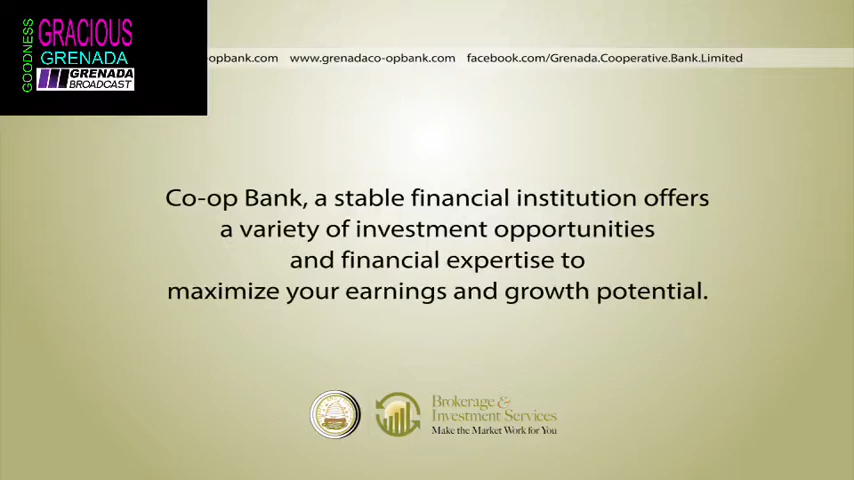 GOODNESS
GRACIOUS
GRENADA
GRENADA
BROADCAST
opbank.com www.grenadaco-opbank.com facebook.com/Grenada.Cooperative.Bank.Limited
Co-op Bank, a stable financial institution offers
a variety of investment opportunities
and financial expertise to
maximize your earnings and growth potential.
Brokerage &
Investment Services
Make the Market Work for You